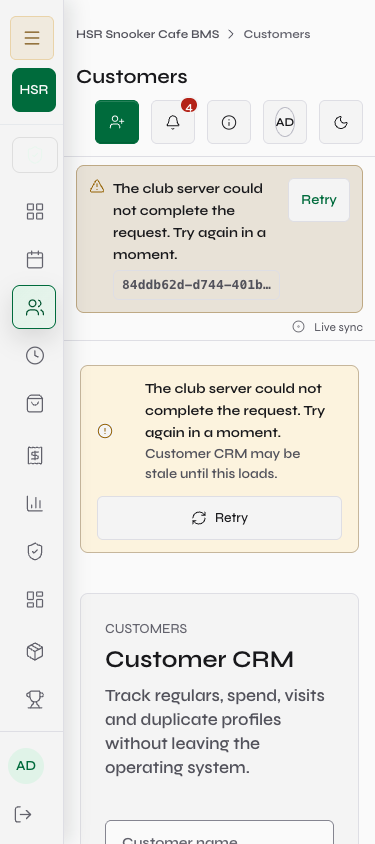 HSR Snooker Cafe BMS > Customers
HSR
Customers
4
AD
The club server could
not complete the
request. Try again in a
moment.
Retry
84ddb62d-d744-401b…
Live sync
The club server could not
complete the request. Try
again in a moment.
Customer CRM may be
stale until this loads.
Retry
CUSTOMERS
Customer CRM
Track regulars, spend, visits
and duplicate profiles
without leaving the
operating system.
AD
Customer name